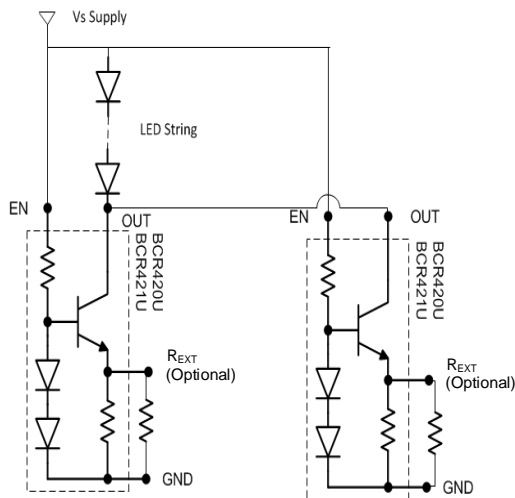 Vs Supply
LED String
EN
OUT
BCR420U
BCR421U
REXT
(Optional)
GND
EN
OUT
BCR420U
BCR421U
REXT
(Optional)
GND